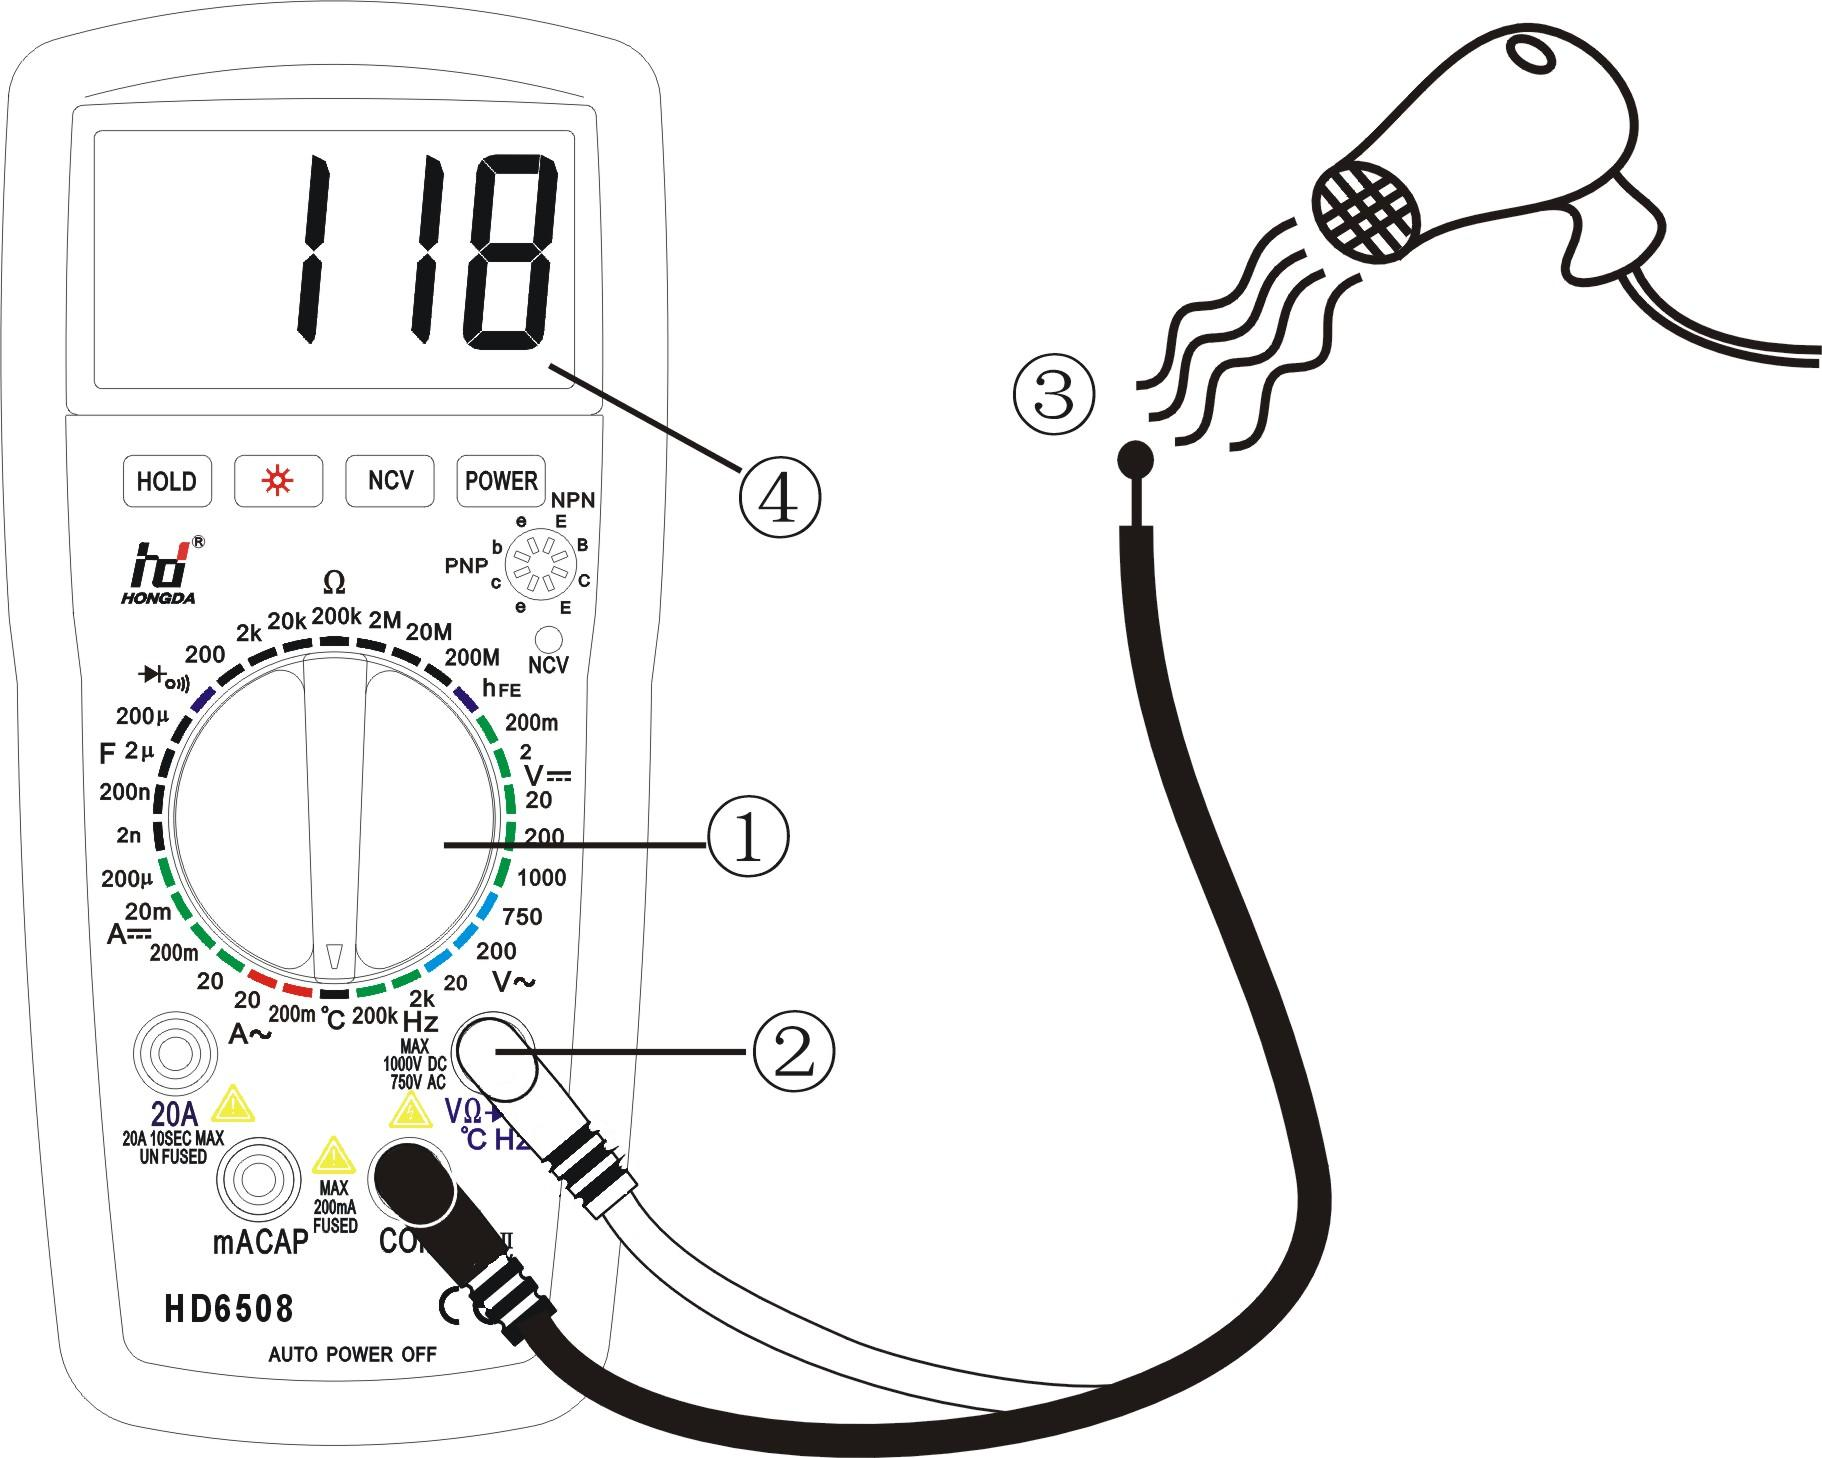 118
④
③
HOLD NCV POWER
NPN
e E
b B
PNP
c C
e E
hd®
HONGDA
NCV
Ω
200 2k 20k 200k 2M 20M 200M
hFE
200m
2
V
20
200
①
1000
750
200
20
V~
2k
Hz
200k
℃
200m
20
A~
20
200m
A
20m
200μ
2n
200n
F 2μ
200μ
②
MAX
1000V DC
750V AC
VΩ
℃ Hz
20A
20A 10SEC MAX
UN FUSED
MAX
200mA
FUSED
mACAP
HD6508
AUTO POWER OFF